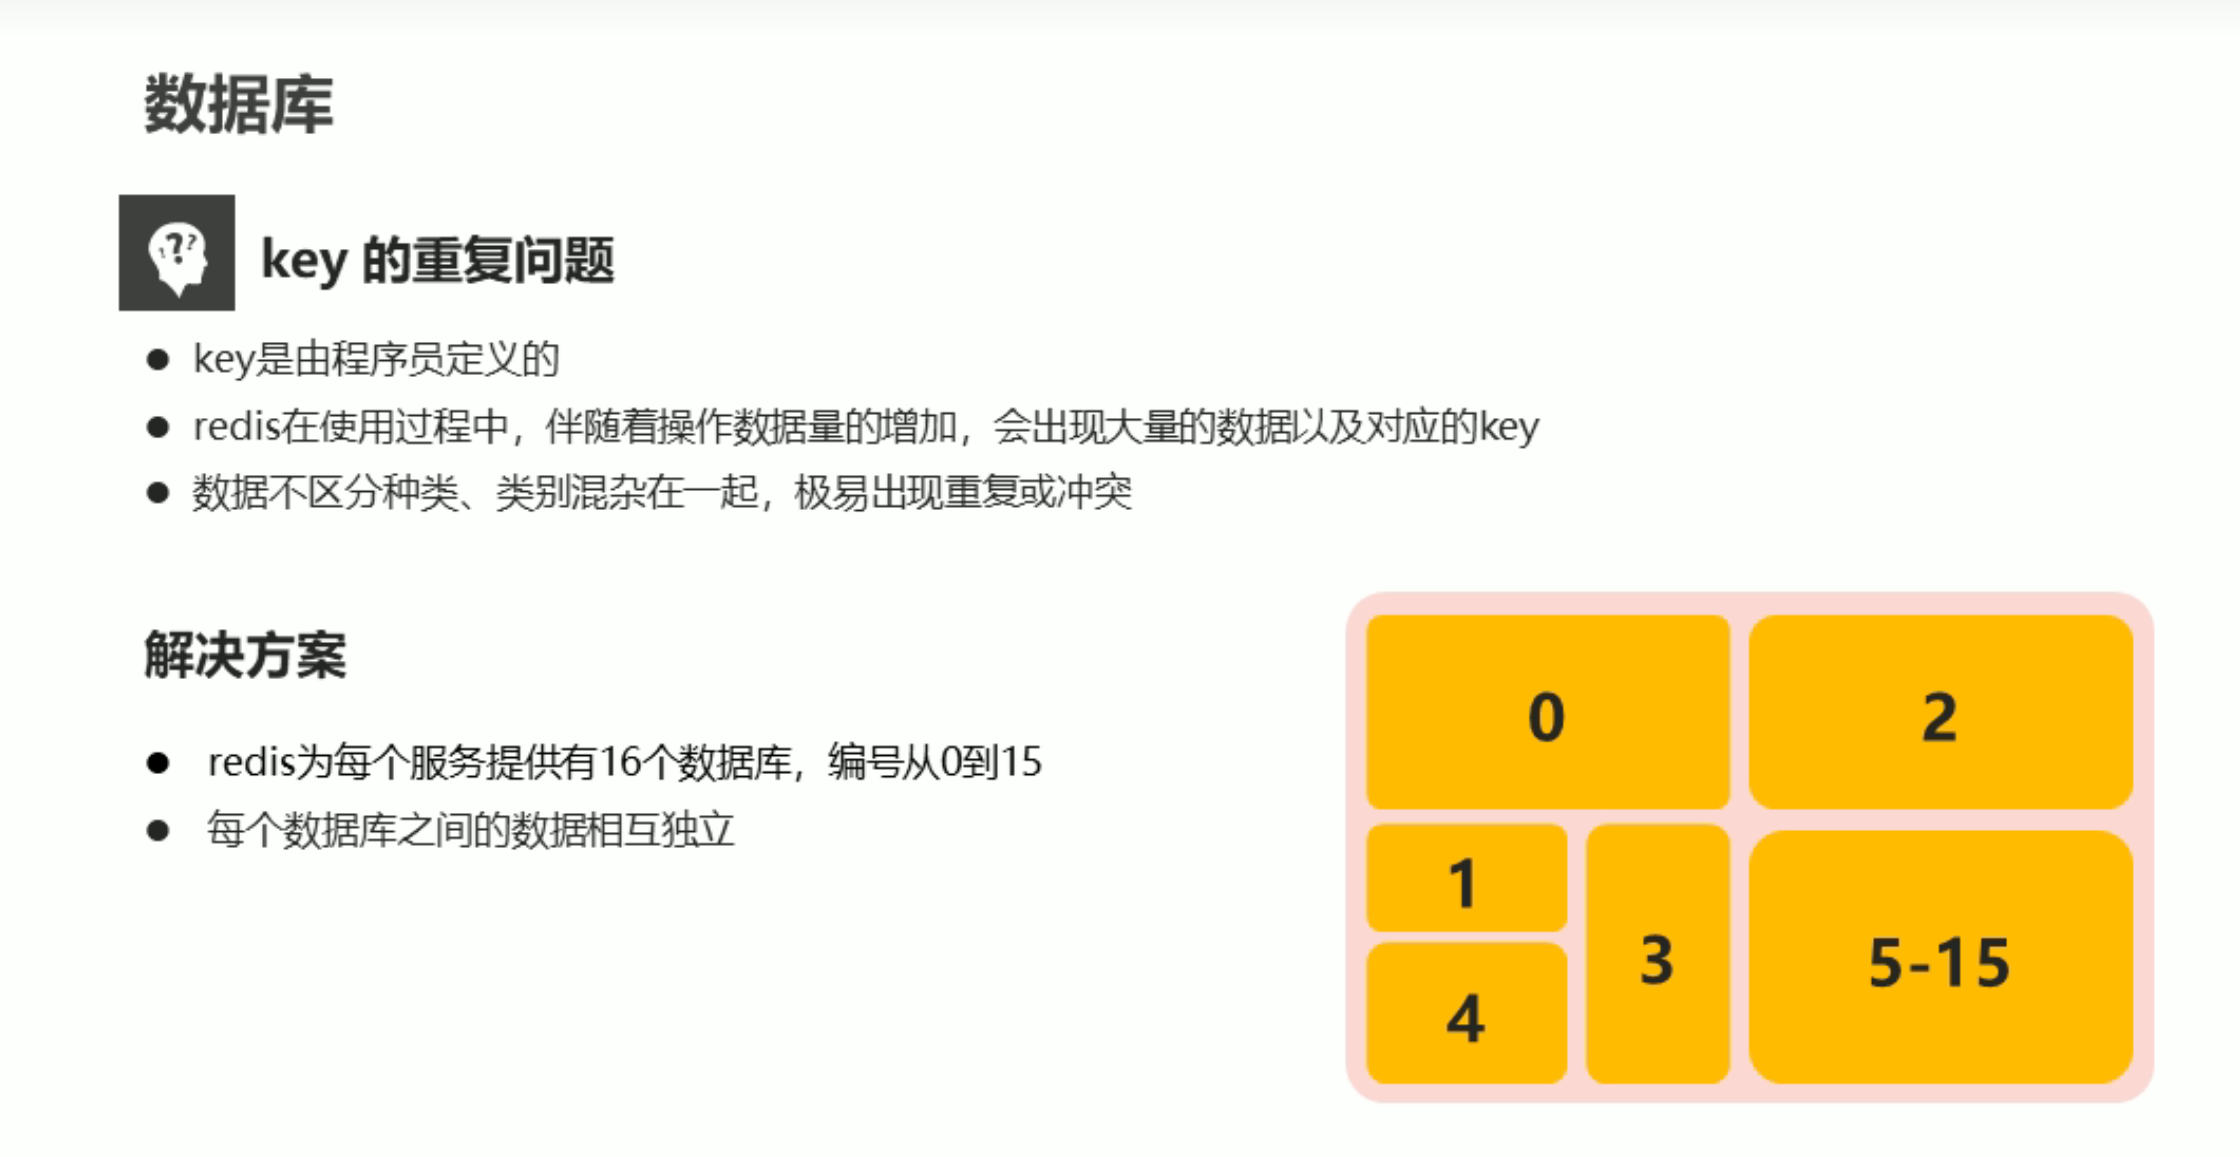 数据库
key 的重复问题
key是由程序员定义的
redis在使用过程中，伴随着操作数据量的增加，会出现大量的数据以及对应的key
数据不区分种类、类别混杂在一起，极易出现重复或冲突
解决方案
redis为每个服务提供有16个数据库，编号从0到15
每个数据库之间的数据相互独立
0
2
1
3
4
5-15